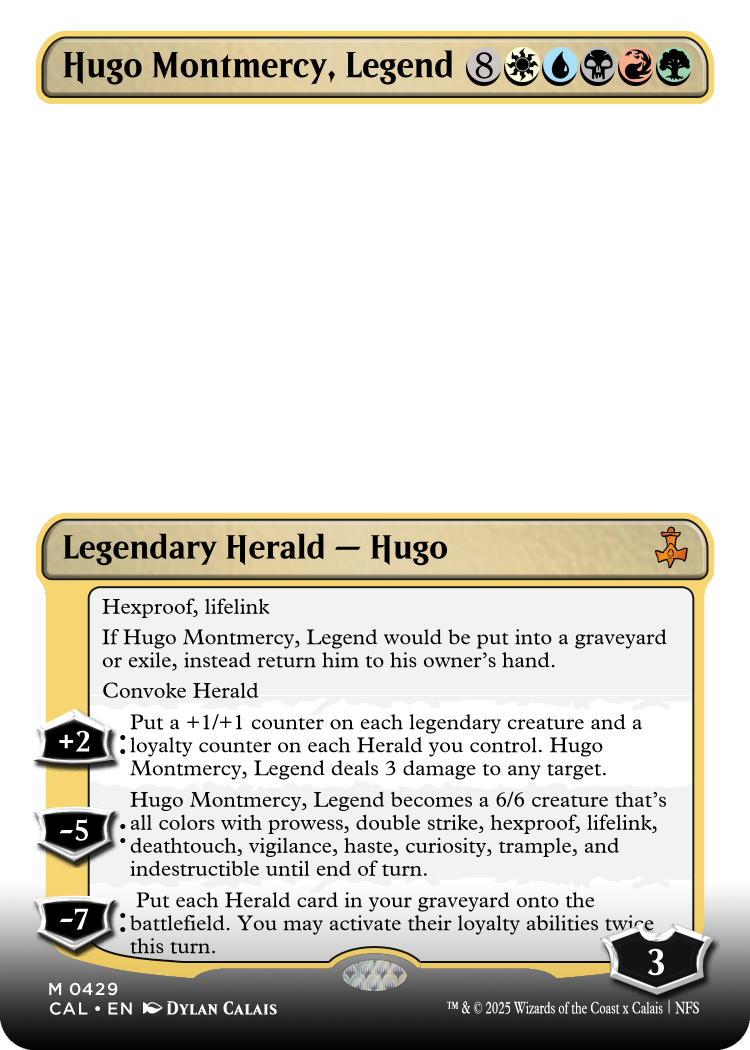 Hugo Montmercy, Legend 8
Legendary Herald — Hugo
Hexproof, lifelink
If Hugo Montmercy, Legend would be put into a graveyard
or exile, instead return him to his owner's hand.
Convoke Herald
+2 : Put a +1/+1 counter on each legendary creature and a
loyalty counter on each Herald you control. Hugo
Montmercy, Legend deals 3 damage to any target.
−5 : Hugo Montmercy, Legend becomes a 6/6 creature that's
all colors with prowess, double strike, hexproof, lifelink,
deathtouch, vigilance, haste, curiosity, trample, and
indestructible until end of turn.
−7 : Put each Herald card in your graveyard onto the
battlefield. You may activate their loyalty abilities twice
this turn.
3
M 0429
CAL • EN Dylan Calais
™ & © 2025 Wizards of the Coast x Calais | NFS